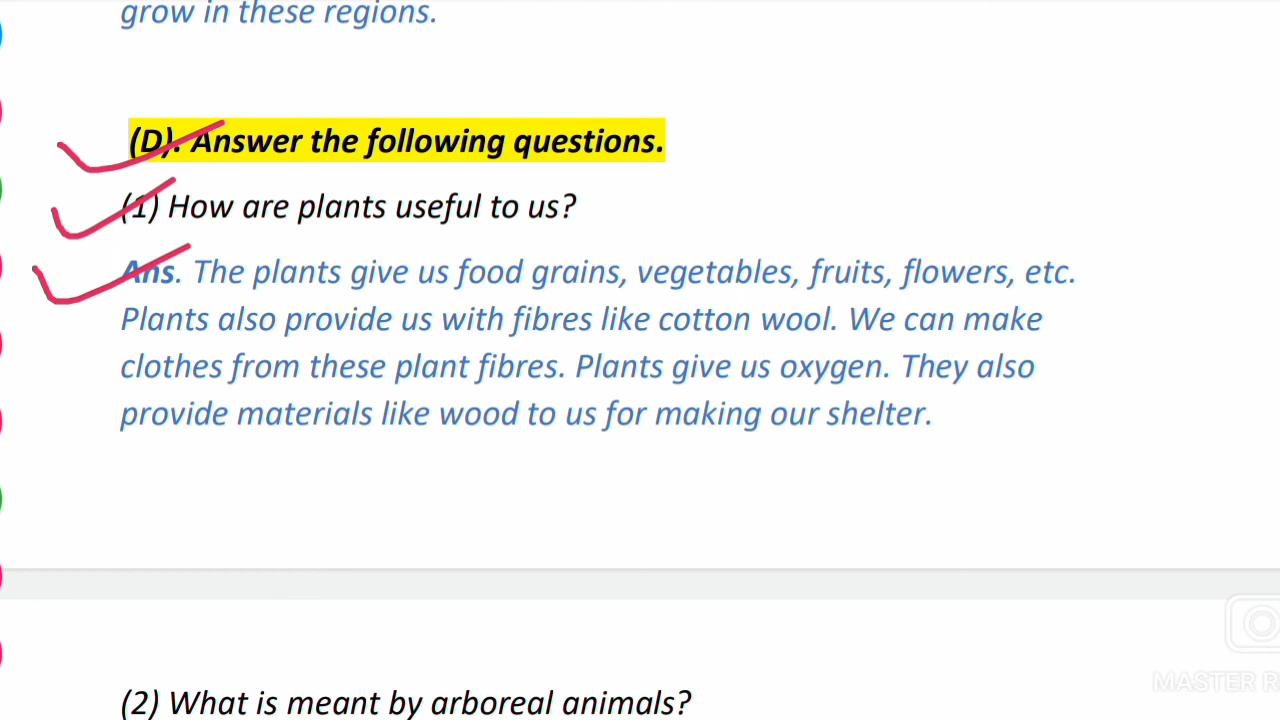 grow in these regions.
(D). Answer the following questions.
(1) How are plants useful to us?
Ans. The plants give us food grains, vegetables, fruits, flowers, etc.
Plants also provide us with fibres like cotton wool. We can make
clothes from these plant fibres. Plants give us oxygen. They also
provide materials like wood to us for making our shelter.
MASTER R
(2) What is meant by arboreal animals?